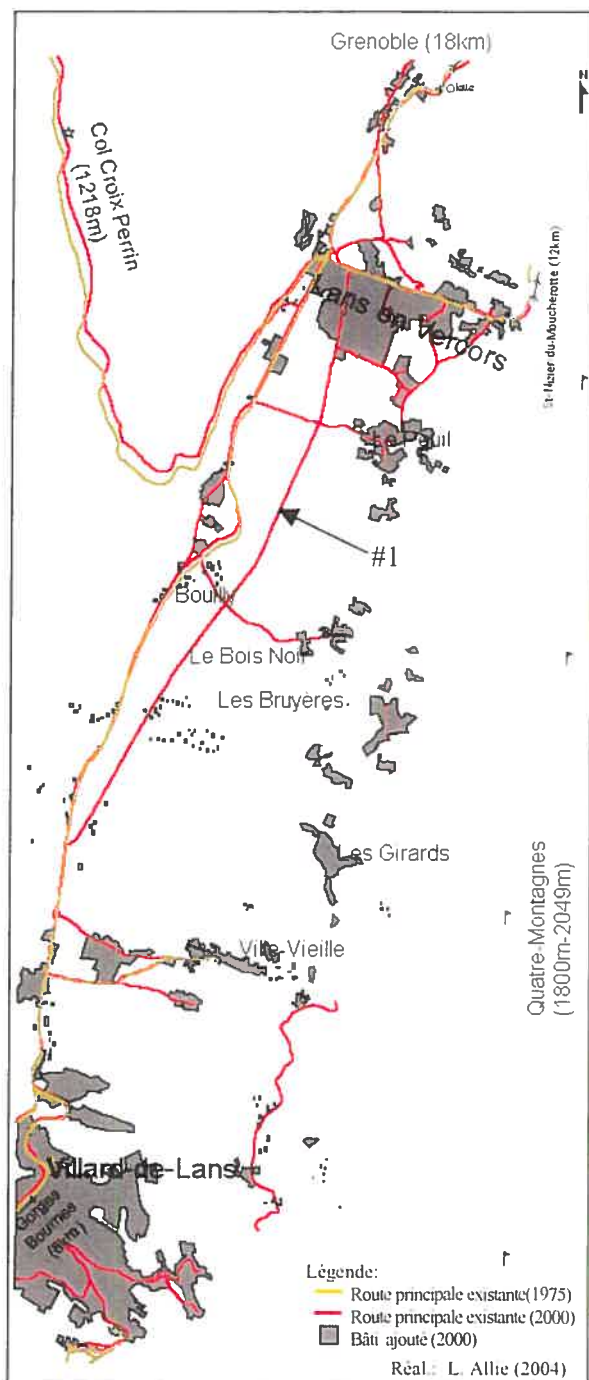 Grenoble (18km)
N
Col Croix Perrin
(1218m)
Lans en Vercors
St-Nizier du-Moucherotte (12km)
Le Peuil
#1
Bouilly
Le Bois Noir
Les Bruyères
Les Girards
Quatre-Montagnes
(1800m-2049m)
Ville-Vieille
Villard-de-Lans
Bournes
(8km)
Légende:
Route principale existante(1975)
Route principale existante (2000)
Bâti ajouté (2000)
Réal.: L. Allie (2004)